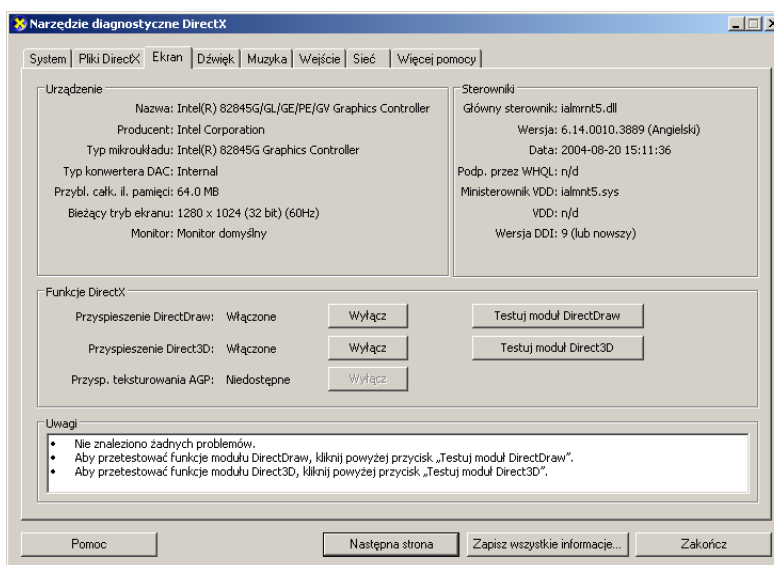 Narzędzie diagnostyczne DirectX
System Pliki DirectX Ekran Dźwięk Muzyka Wejście Sieć Więcej pomocy
Urządzenie
Nazwa: Intel(R) 82845G/GL/GE/PE/GV Graphics Controller
Producent: Intel Corporation
Typ mikroukładu: Intel(R) 82845G Graphics Controller
Typ konwertera DAC: Internal
Przybl. całk. il. pamięci: 64.0 MB
Bieżący tryb ekranu: 1280 x 1024 (32 bit) (60Hz)
Monitor: Monitor domyślny
Sterowniki
Główny sterownik: ialmrnt5.dll
Wersja: 6.14.0010.3889 (Angielski)
Data: 2004-08-20 15:11:36
Podp. przez WHQL: n/d
Ministerownik VDD: ialmnt5.sys
VDD: n/d
Wersja DDI: 9 (lub nowszy)
Funkcje DirectX
Przyspieszenie DirectDraw: Włączone Wyłącz Testuj moduł DirectDraw
Przyspieszenie Direct3D: Włączone Wyłącz Testuj moduł Direct3D
Przysp. teksturowania AGP: Niedostępne Wyłącz
Uwagi
• Nie znaleziono żadnych problemów.
• Aby przetestować funkcje modułu DirectDraw, kliknij powyżej przycisk „Testuj moduł DirectDraw”.
• Aby przetestować funkcje modułu Direct3D, kliknij powyżej przycisk „Testuj moduł Direct3D”.
Pomoc Następna strona Zapisz wszystkie informacje... Zakończ